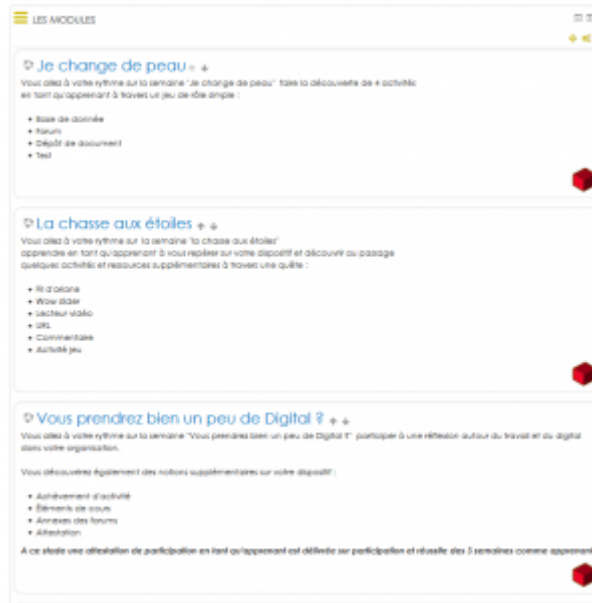 LES MODULES
Je change de peau
Vous allez à votre rythme sur la semaine "Je change de peau" faire la découverte de 4 activités
en tant qu'apprenant à travers un jeu de rôle simple :
Base de donnée
Forum
Dépôt de document
Test
La chasse aux étoiles
Vous allez à votre rythme sur la semaine "la chasse aux étoiles"
apprendre en tant qu'apprenant à vous repérer sur votre dispositif et découvrir au passage
quelques activités et ressources supplémentaires à travers une quête :
Fil d'ariane
Wow slider
Lecteur vidéo
URL
Commentaire
Activité jeu
Vous prendrez bien un peu de Digital ?
Vous allez à votre rythme sur la semaine "Vous prendrez bien un peu de Digital ?" participer à une réflexion autour du travail et du digital
dans votre organisation.
Vous découvrirez également des notions supplémentaires sur votre dispositif :
Achèvement d'activité
Éléments de cours
Annexes des forums
Attestation
A ce stade une attestation de participation en tant qu'apprenant est délivrée sur participation et réussite des 3 semaines comme apprenant